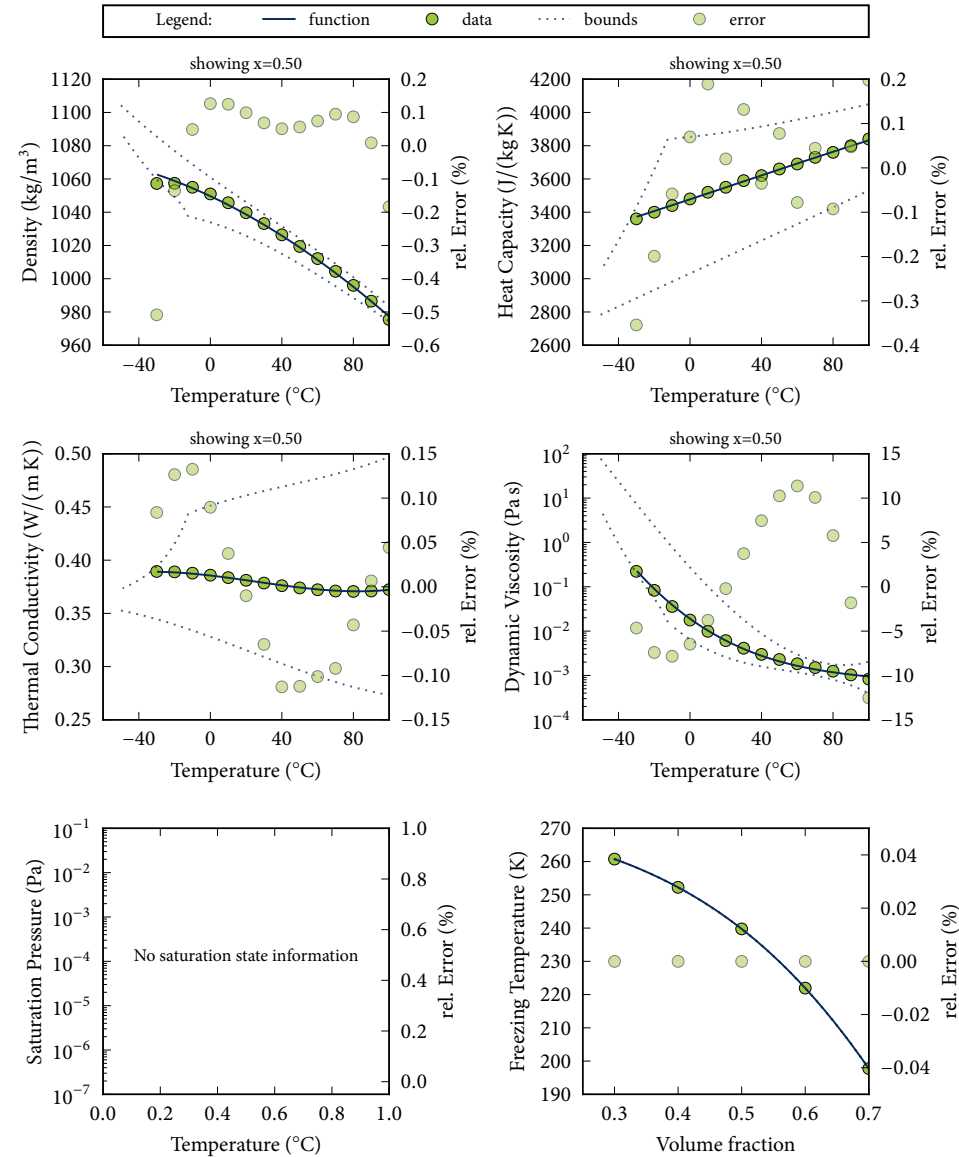 Legend: function data bounds error
showing x=0.50
1120
1100
1080
1060
1040
1020
1000
980
960
Density (kg/m³)
0.2
0.1
0.0
−0.1
−0.2
−0.3
−0.4
−0.5
−0.6
rel. Error (%)
−40 0 40 80
Temperature (°C)
showing x=0.50
4200
4000
3800
3600
3400
3200
3000
2800
2600
Heat Capacity (J/(kg K))
0.2
0.1
0.0
−0.1
−0.2
−0.3
−0.4
rel. Error (%)
−40 0 40 80
Temperature (°C)
showing x=0.50
0.50
0.45
0.40
0.35
0.30
0.25
Thermal Conductivity (W/(m K))
0.15
0.10
0.05
0.00
−0.05
−0.10
−0.15
rel. Error (%)
−40 0 40 80
Temperature (°C)
showing x=0.50
10²
10¹
10⁰
10⁻¹
10⁻²
10⁻³
10⁻⁴
Dynamic Viscosity (Pa s)
15
10
5
0
−5
−10
−15
rel. Error (%)
−40 0 40 80
Temperature (°C)
10⁻¹
10⁻²
10⁻³
10⁻⁴
10⁻⁵
10⁻⁶
10⁻⁷
Saturation Pressure (Pa)
No saturation state information
1.0
0.8
0.6
0.4
0.2
0.0
rel. Error (%)
0.0 0.2 0.4 0.6 0.8 1.0
Temperature (°C)
270
260
250
240
230
220
210
200
190
Freezing Temperature (K)
0.04
0.02
0.00
−0.02
−0.04
rel. Error (%)
0.3 0.4 0.5 0.6 0.7
Volume fraction